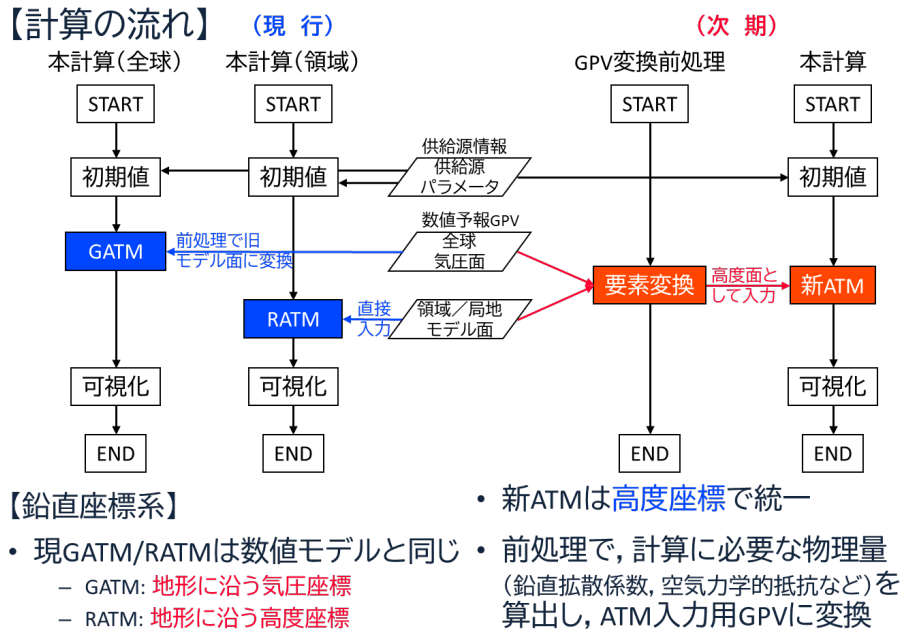 【計算の流れ】
（現 行）
（次 期）
本計算（全球）
本計算（領域）
GPV変換前処理
本計算
START
START
START
START
供給源情報
初期値
初期値
供給源
パラメータ
初期値
数値予報GPV
GATM
前処理で旧
モデル面に変換
全球
気圧面
要素変換
高度面と
して入力
新ATM
RATM
直接
入力
領域／局地
モデル面
可視化
可視化
可視化
END
END
END
END
【鉛直座標系】
• 現GATM/RATMは数値モデルと同じ
– GATM: 地形に沿う気圧座標
– RATM: 地形に沿う高度座標
• 新ATMは高度座標で統一
• 前処理で, 計算に必要な物理量
（鉛直拡散係数, 空気力学的抵抗など）を
算出し, ATM入力用GPVに変換